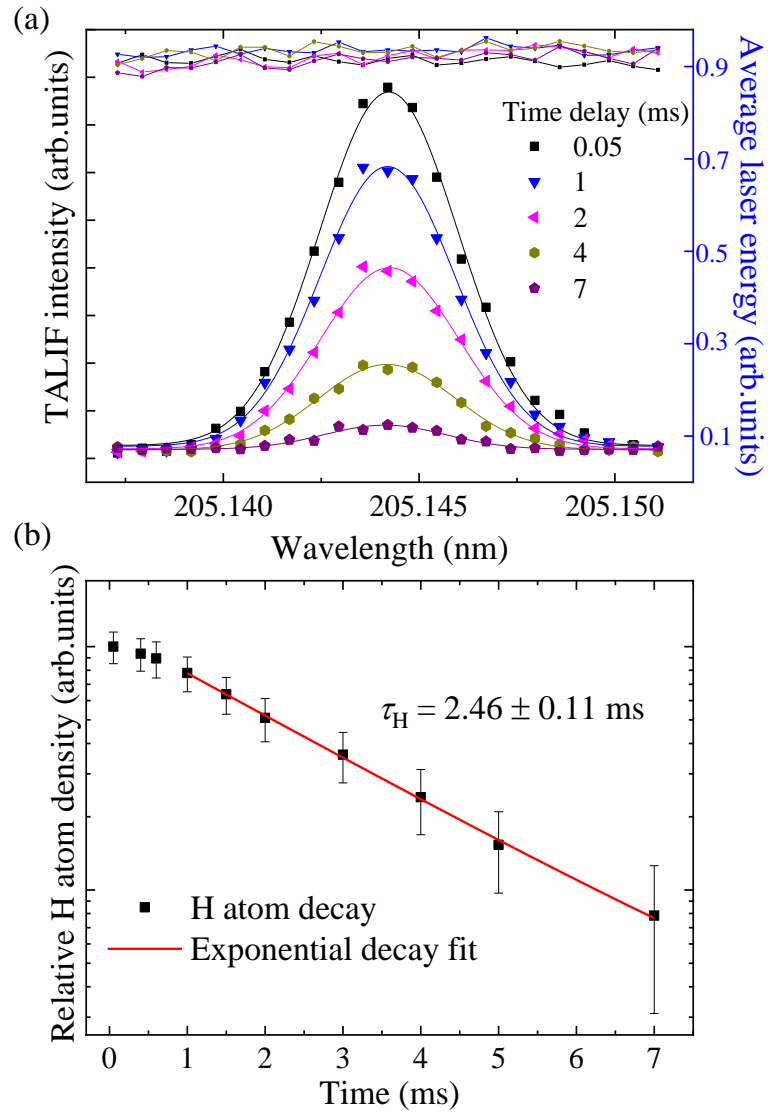 (a)
TALIF intensity (arb.units)
Time delay (ms)
0.05
1
2
4
7
0.9
0.7
0.5
0.3
0.1
Average laser energy (arb.units)
205.140
205.145
205.150
Wavelength (nm)
(b)
Relative H atom density (arb.units)
τH = 2.46 ± 0.11 ms
H atom decay
Exponential decay fit
0 1 2 3 4 5 6 7
Time (ms)